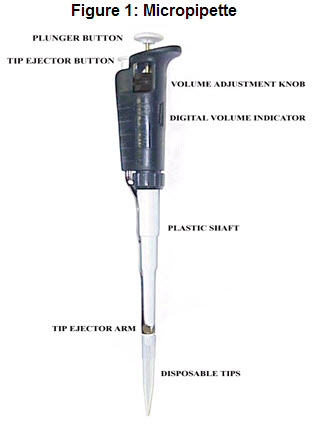 Figure 1: Micropipette
PLUNGER BUTTON
TIP EJECTOR BUTTON
VOLUME ADJUSTMENT KNOB
DIGITAL VOLUME INDICATOR
PLASTIC SHAFT
TIP EJECTOR ARM
DISPOSABLE TIPS